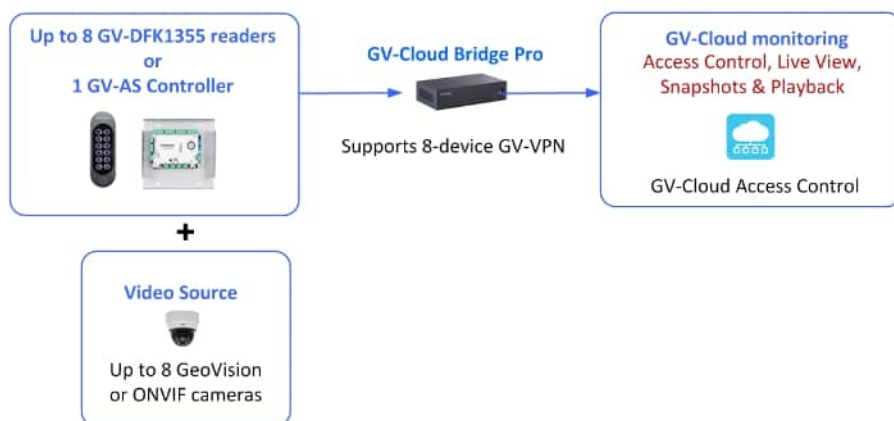 Up to 8 GV-DFK1355 readers
or
1 GV-AS Controller
GV-Cloud Bridge Pro
Supports 8-device GV-VPN
GV-Cloud monitoring
Access Control, Live View,
Snapshots & Playback
GV-Cloud Access Control
+
Video Source
Up to 8 GeoVision
or ONVIF cameras